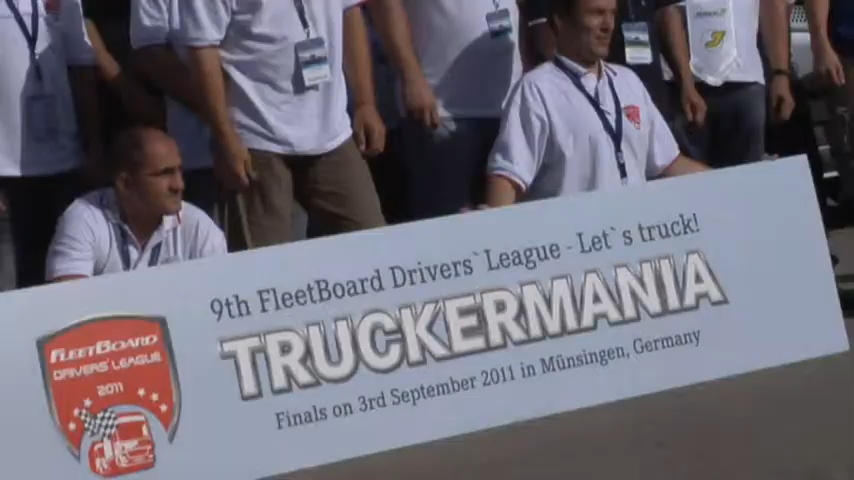 9th FleetBoard Drivers` League - Let`s truck!
TRUCKERMANIA
Finals on 3rd September 2011 in Münsingen, Germany
FLEETBOARD
DRIVERS' LEAGUE
2011